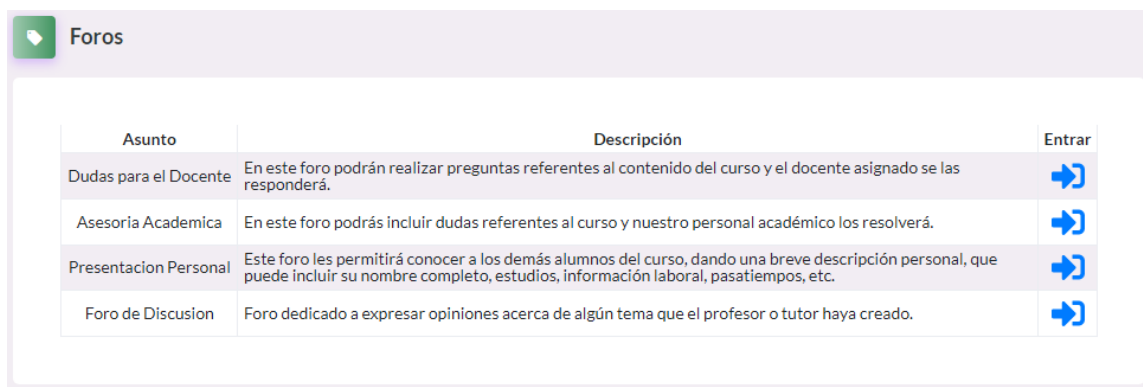 Foros
Asunto Descripción Entrar
Dudas para el Docente En este foro podrán realizar preguntas referentes al contenido del curso y el docente asignado se las
responderá.
Asesoria Academica En este foro podrás incluir dudas referentes al curso y nuestro personal académico los resolverá.
Presentacion Personal Este foro les permitirá conocer a los demás alumnos del curso, dando una breve descripción personal, que
puede incluir su nombre completo, estudios, información laboral, pasatiempos, etc.
Foro de Discusion Foro dedicado a expresar opiniones acerca de algún tema que el profesor o tutor haya creado.